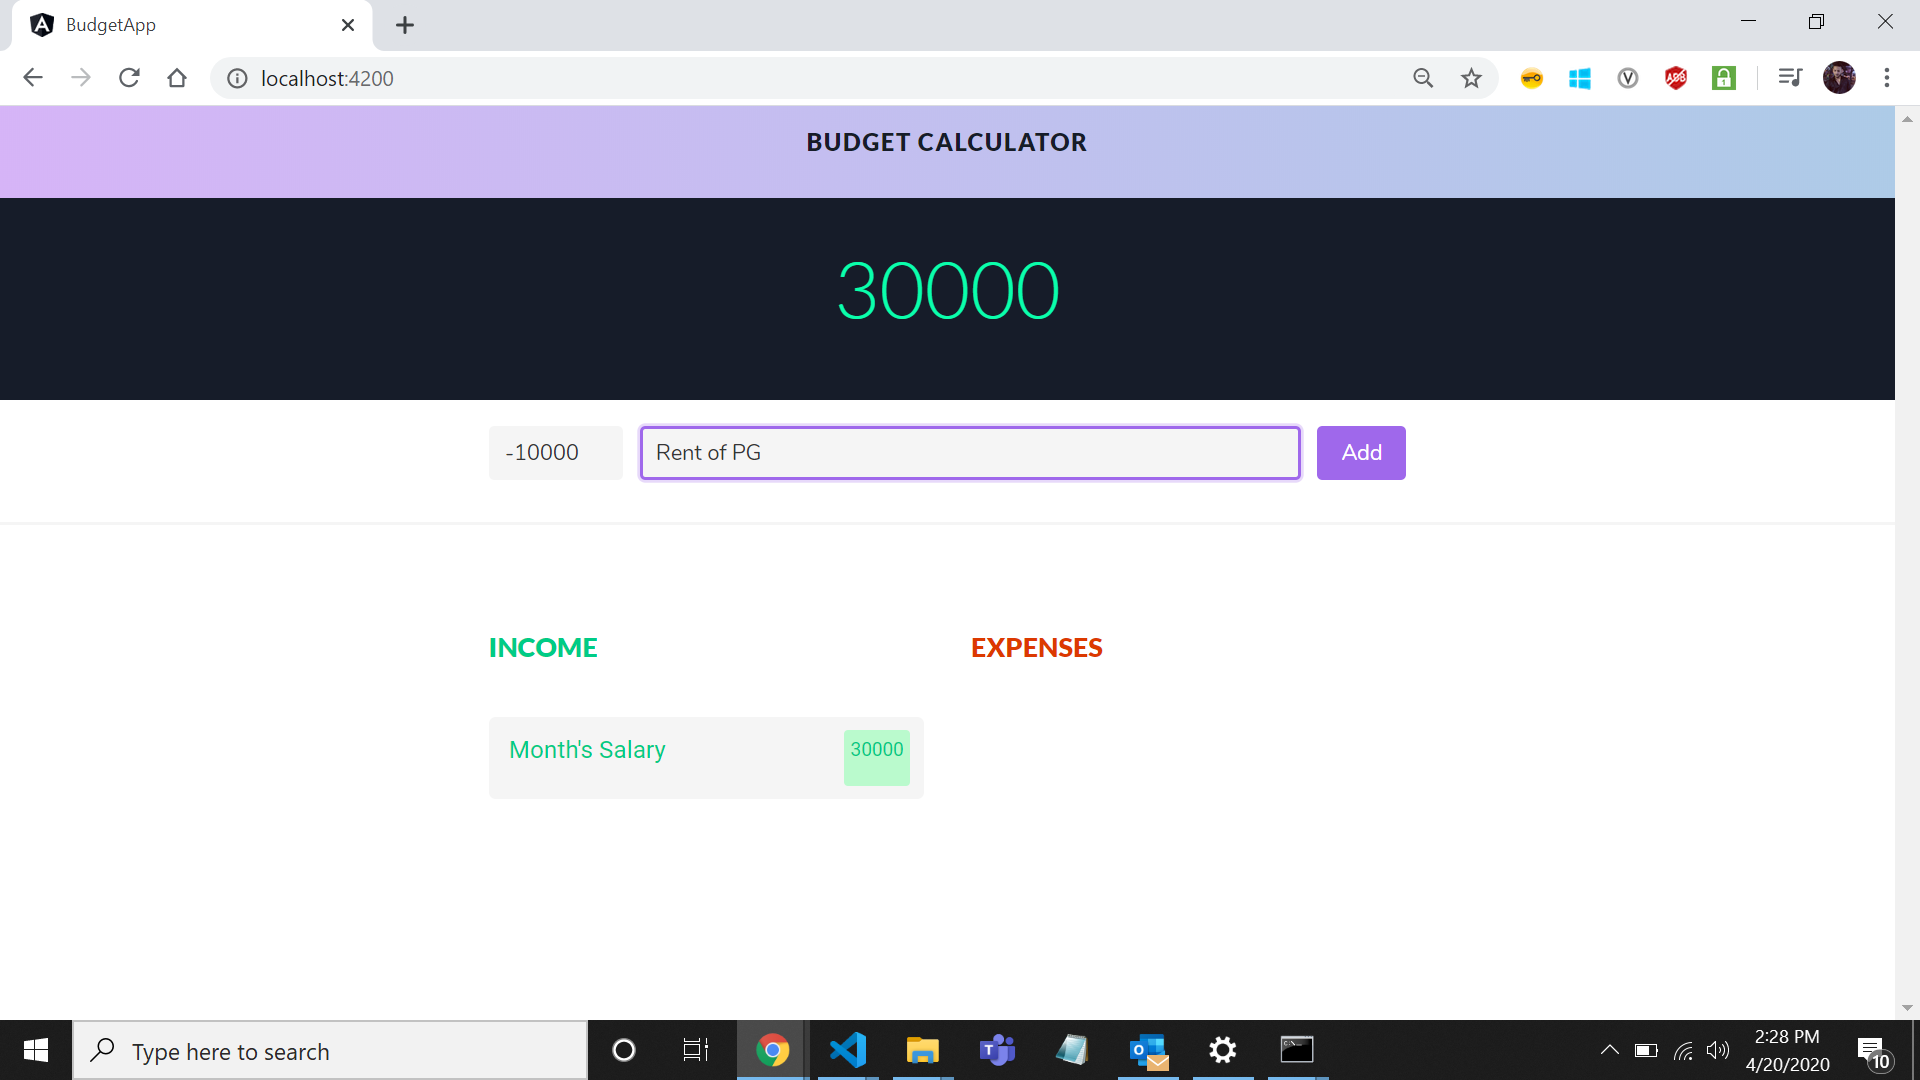 BudgetApp
localhost:4200
BUDGET CALCULATOR
30000
-10000
Rent of PG
Add
INCOME
EXPENSES
Month's Salary
30000
Type here to search
2:28 PM
4/20/2020
10